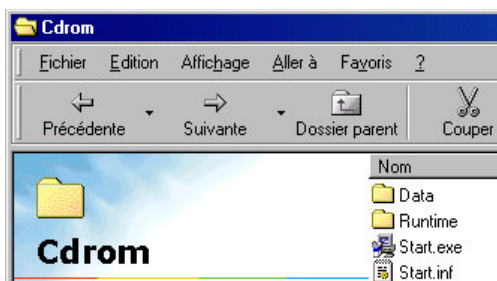 Cdrom
Fichier Edition Affichage Aller à Favoris ?
Précédente Suivante Dossier parent Couper
Nom
Data
Runtime
Start.exe
Start.inf
Cdrom